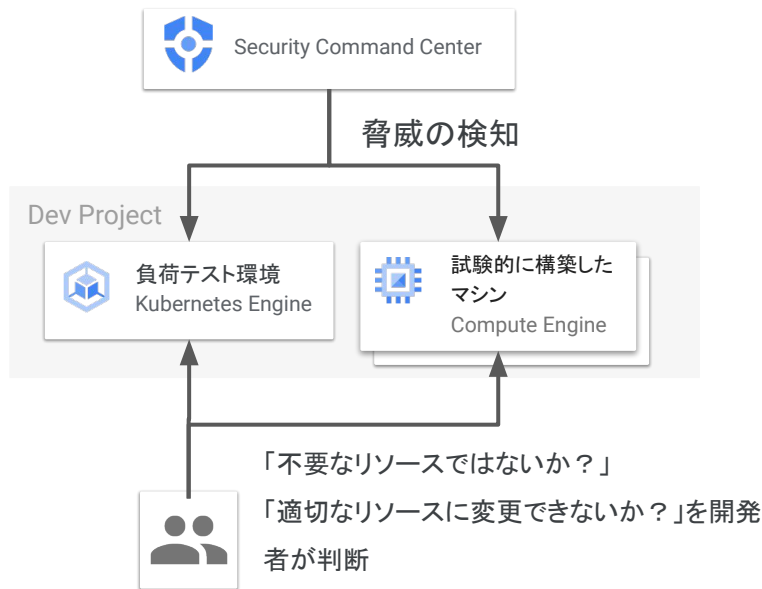 Security Command Center
脅威の検知
Dev Project
負荷テスト環境
Kubernetes Engine
試験的に構築した
マシン
Compute Engine
「不要なリソースではないか？」
「適切なリソースに変更できないか？」を開発
者が判断